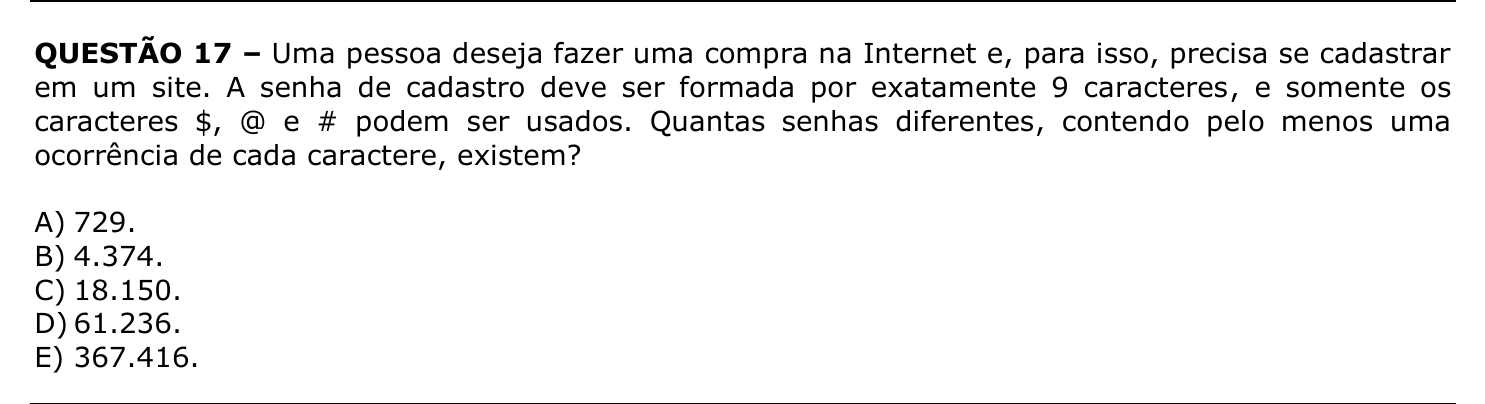 QUESTÃO 17 – Uma pessoa deseja fazer uma compra na Internet e, para isso, precisa se cadastrar
em um site. A senha de cadastro deve ser formada por exatamente 9 caracteres, e somente os
caracteres $, @ e # podem ser usados. Quantas senhas diferentes, contendo pelo menos uma
ocorrência de cada caractere, existem?
A) 729.
B) 4.374.
C) 18.150.
D) 61.236.
E) 367.416.